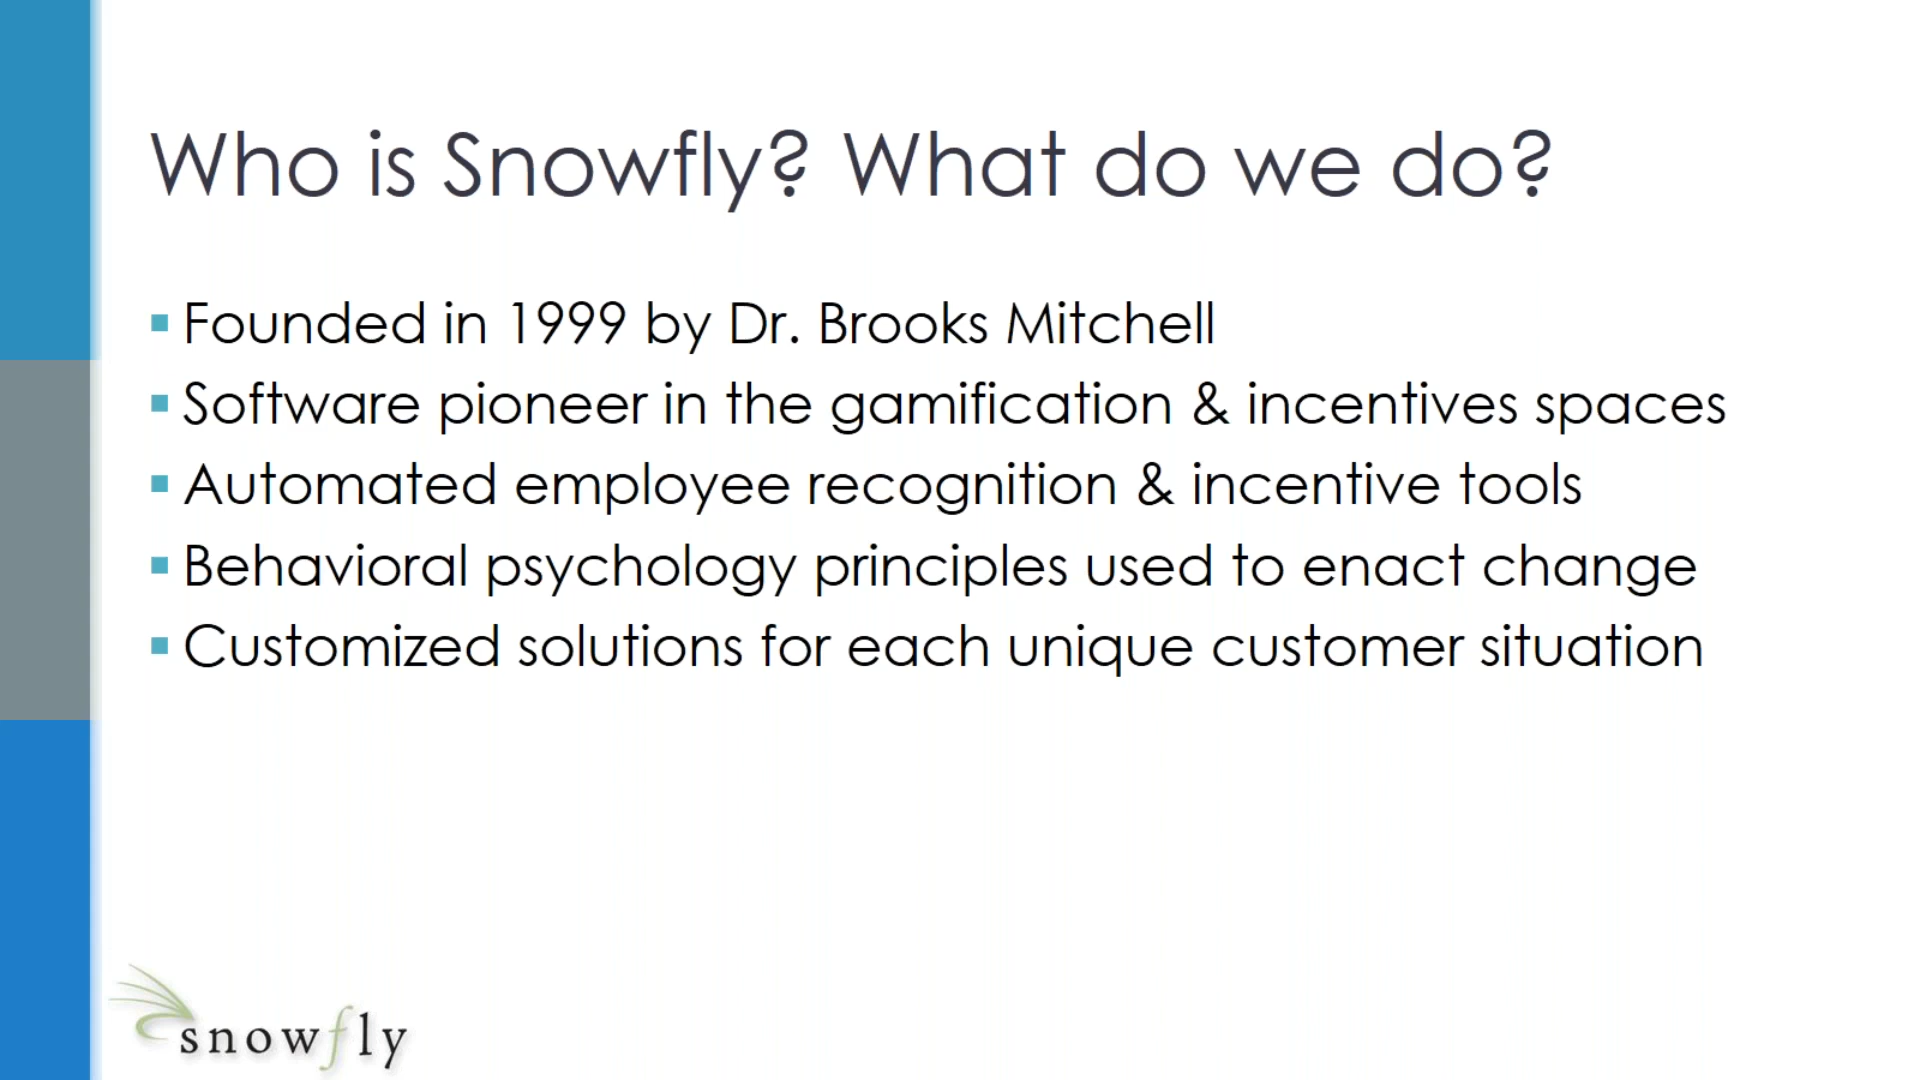 Who is Snowfly? What do we do?
Founded in 1999 by Dr. Brooks Mitchell
Software pioneer in the gamification & incentives spaces
Automated employee recognition & incentive tools
Behavioral psychology principles used to enact change
Customized solutions for each unique customer situation
snowfly